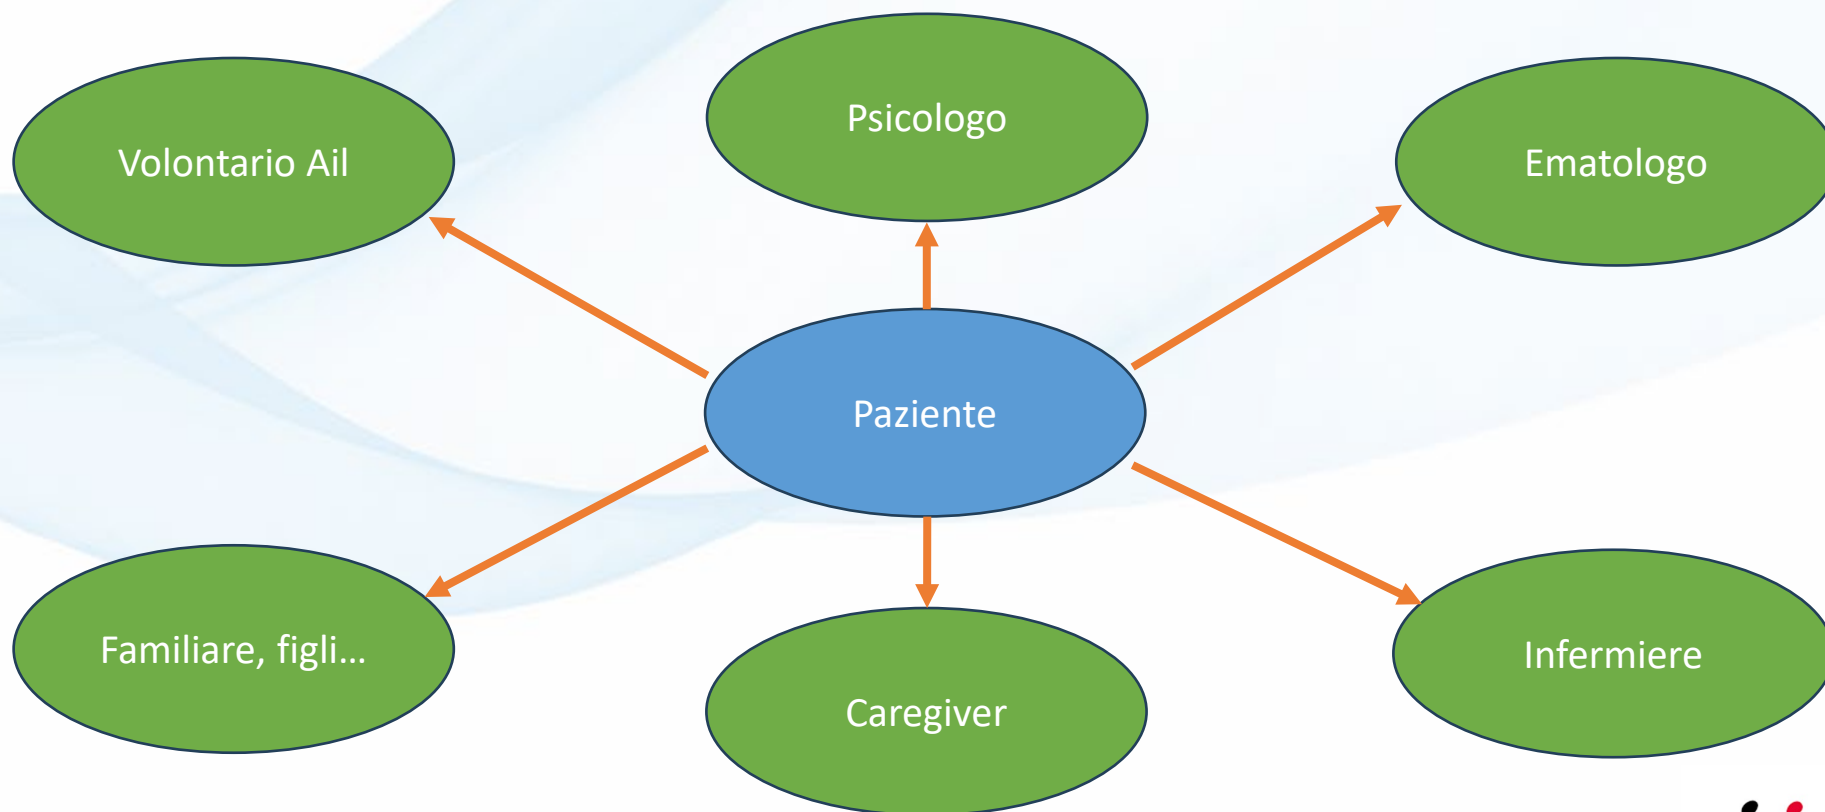 Psicologo
Volontario Ail
Ematologo
Paziente
Familiare, figli…
Infermiere
Caregiver